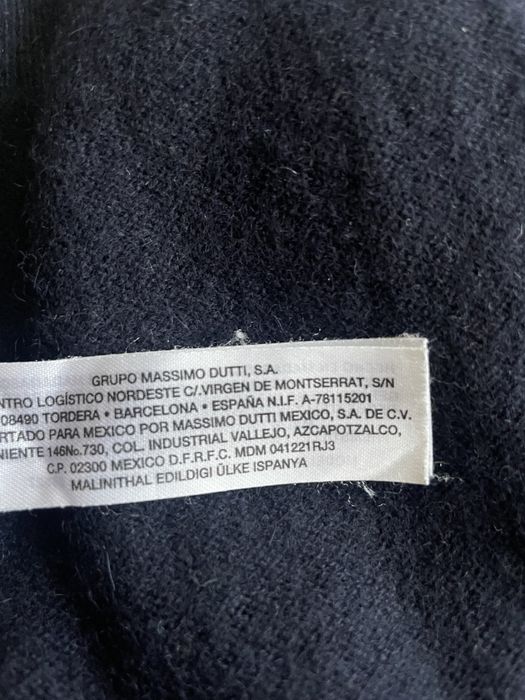 GRUPO MASSIMO DUTTI, S.A.
NTRO LOGÍSTICO NORDESTE C/.VIRGEN DE MONTSERRAT, S/N
08490 TORDERA • BARCELONA • ESPAÑA N.I.F. A-78115201
RTADO PARA MEXICO POR MASSIMO DUTTI MEXICO, S.A. DE C.V.
NIENTE 146No.730, COL. INDUSTRIAL VALLEJO, AZCAPOTZALCO,
C.P. 02300 MEXICO D.F.R.F.C. MDM 041221RJ3
MALINITHAL EDILDIGI ÜLKE ISPANYA